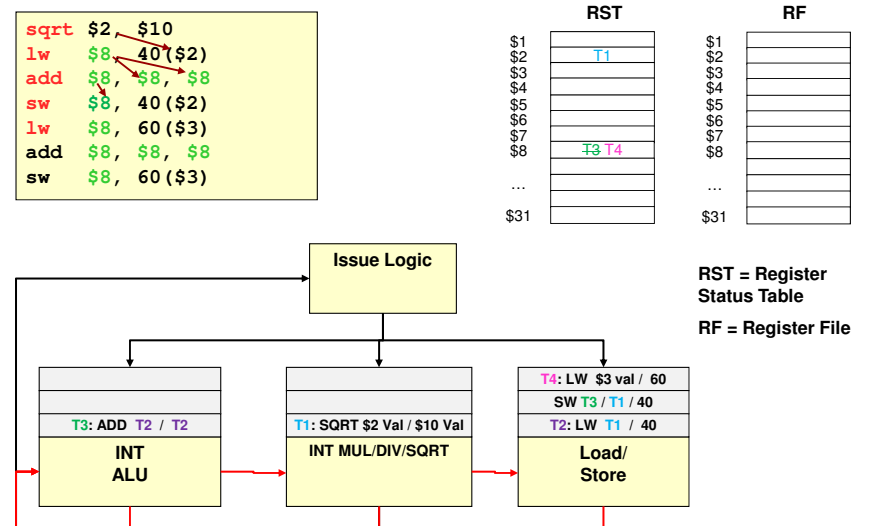 sqrt $2, $10
lw $8, 40($2)
add $8, $8, $8
sw $8, 40($2)
lw $8, 60($3)
add $8, $8, $8
sw $8, 60($3)
RST
$1
$2 T1
$3
$4
$5
$6
$7
$8 T3 T4
...
$31
RF
$1
$2
$3
$4
$5
$6
$7
$8
...
$31
RST = Register
Status Table
RF = Register File
Issue Logic
T3: ADD T2 / T2
INT
ALU
T1: SQRT $2 Val / $10 Val
INT MUL/DIV/SQRT
T4: LW $3 val / 60
SW T3 / T1 / 40
T2: LW T1 / 40
Load/
Store